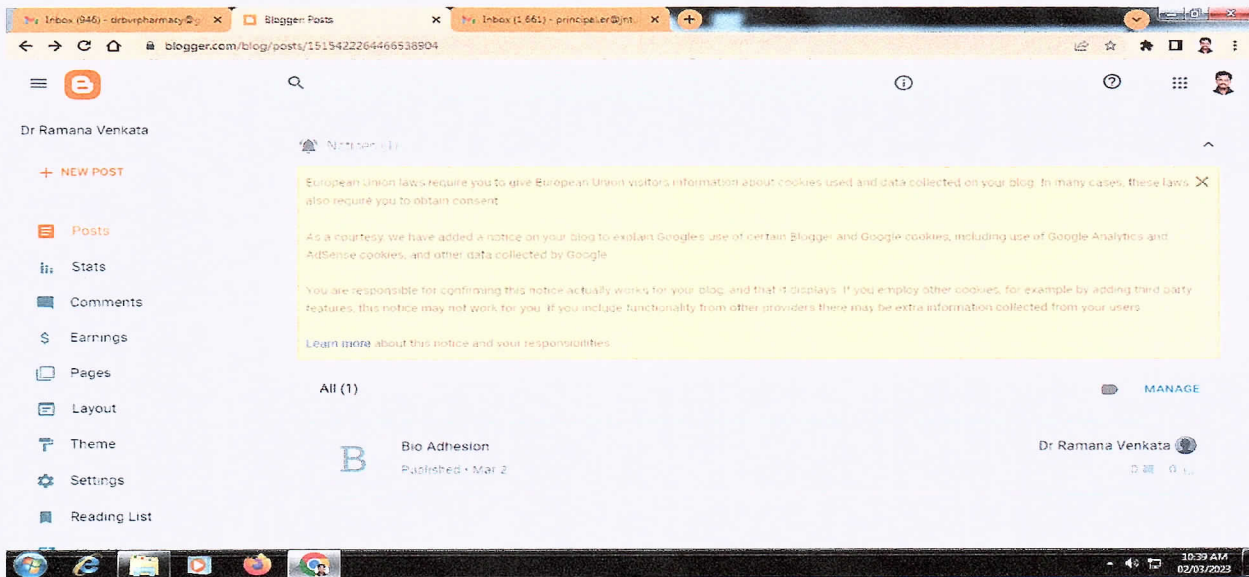 Inbox (946) - drbvrpharmacy@g
Blogger: Posts
Inbox (1,661) - principal.er@jnt
blogger.com/blog/posts/1515422264466538904
Dr Ramana Venkata
+ NEW POST
Posts
Stats
Comments
Earnings
Pages
Layout
Theme
Settings
Reading List
Notices (1)
European Union laws require you to give European Union visitors information about cookies used and data collected on your blog. In many cases, these laws
also require you to obtain consent.
As a courtesy, we have added a notice on your blog to explain Google's use of certain Blogger and Google cookies, including use of Google Analytics and
AdSense cookies, and other data collected by Google.
You are responsible for confirming this notice actually works for your blog, and that it displays. If you employ other cookies, for example by adding third party
features, this notice may not work for you. If you include functionality from other providers there may be extra information collected from your users.
Learn more about this notice and your responsibilities.
All (1)
MANAGE
B
Bio Adhesion
Published • Mar 2
Dr Ramana Venkata
0 0
10:39 AM
02/03/2023